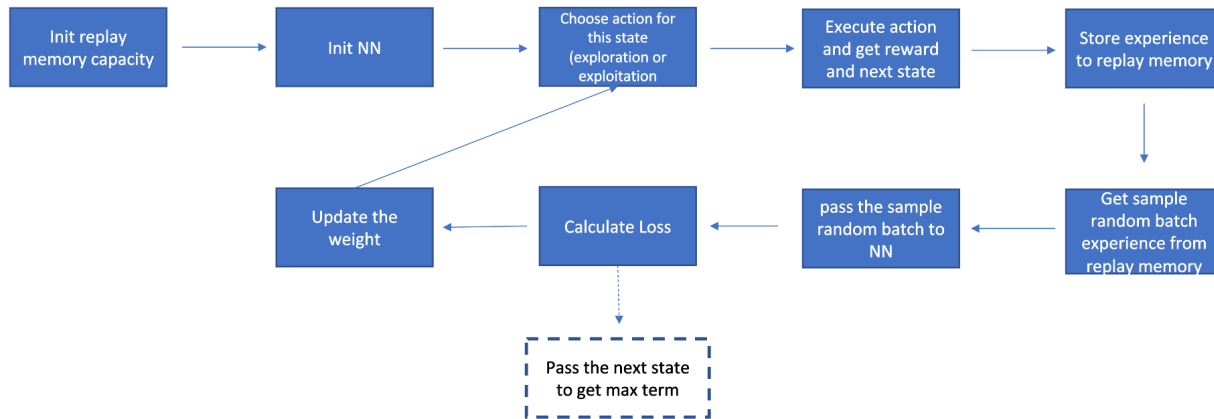 Init replay
memory capacity
Init NN
Choose action for
this state
(exploration or
exploitation
Execute action
and get reward
and next state
Store experience
to replay memory
Get sample
random batch
experience from
replay memory
pass the sample
random batch to
NN
Calculate Loss
Update the
weight
Pass the next state
to get max term